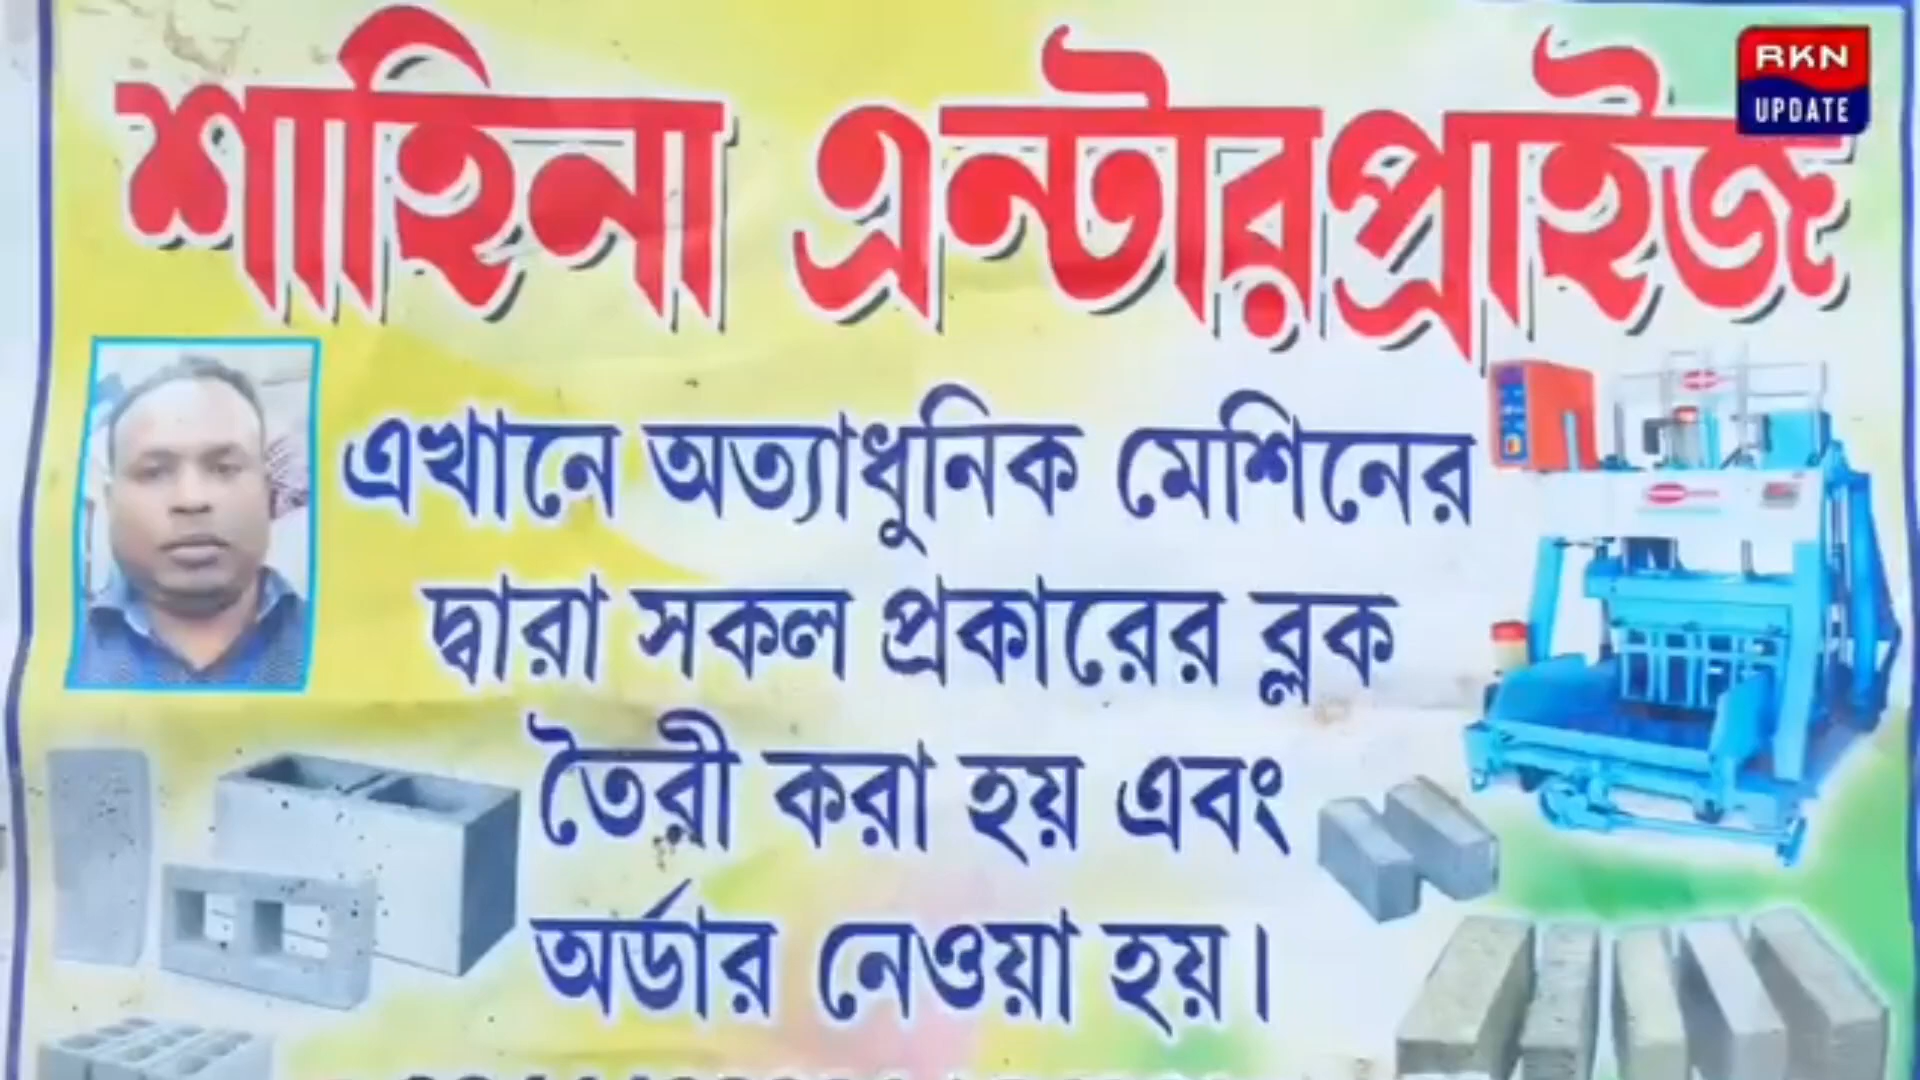 শাহিনা এন্টারপ্রাইজ
RKN
UPDATE
এখানে অত্যাধুনিক মেশিনের
দ্বারা সকল প্রকারের ব্লক
তৈরী করা হয় এবং
অর্ডার নেওয়া হয়।